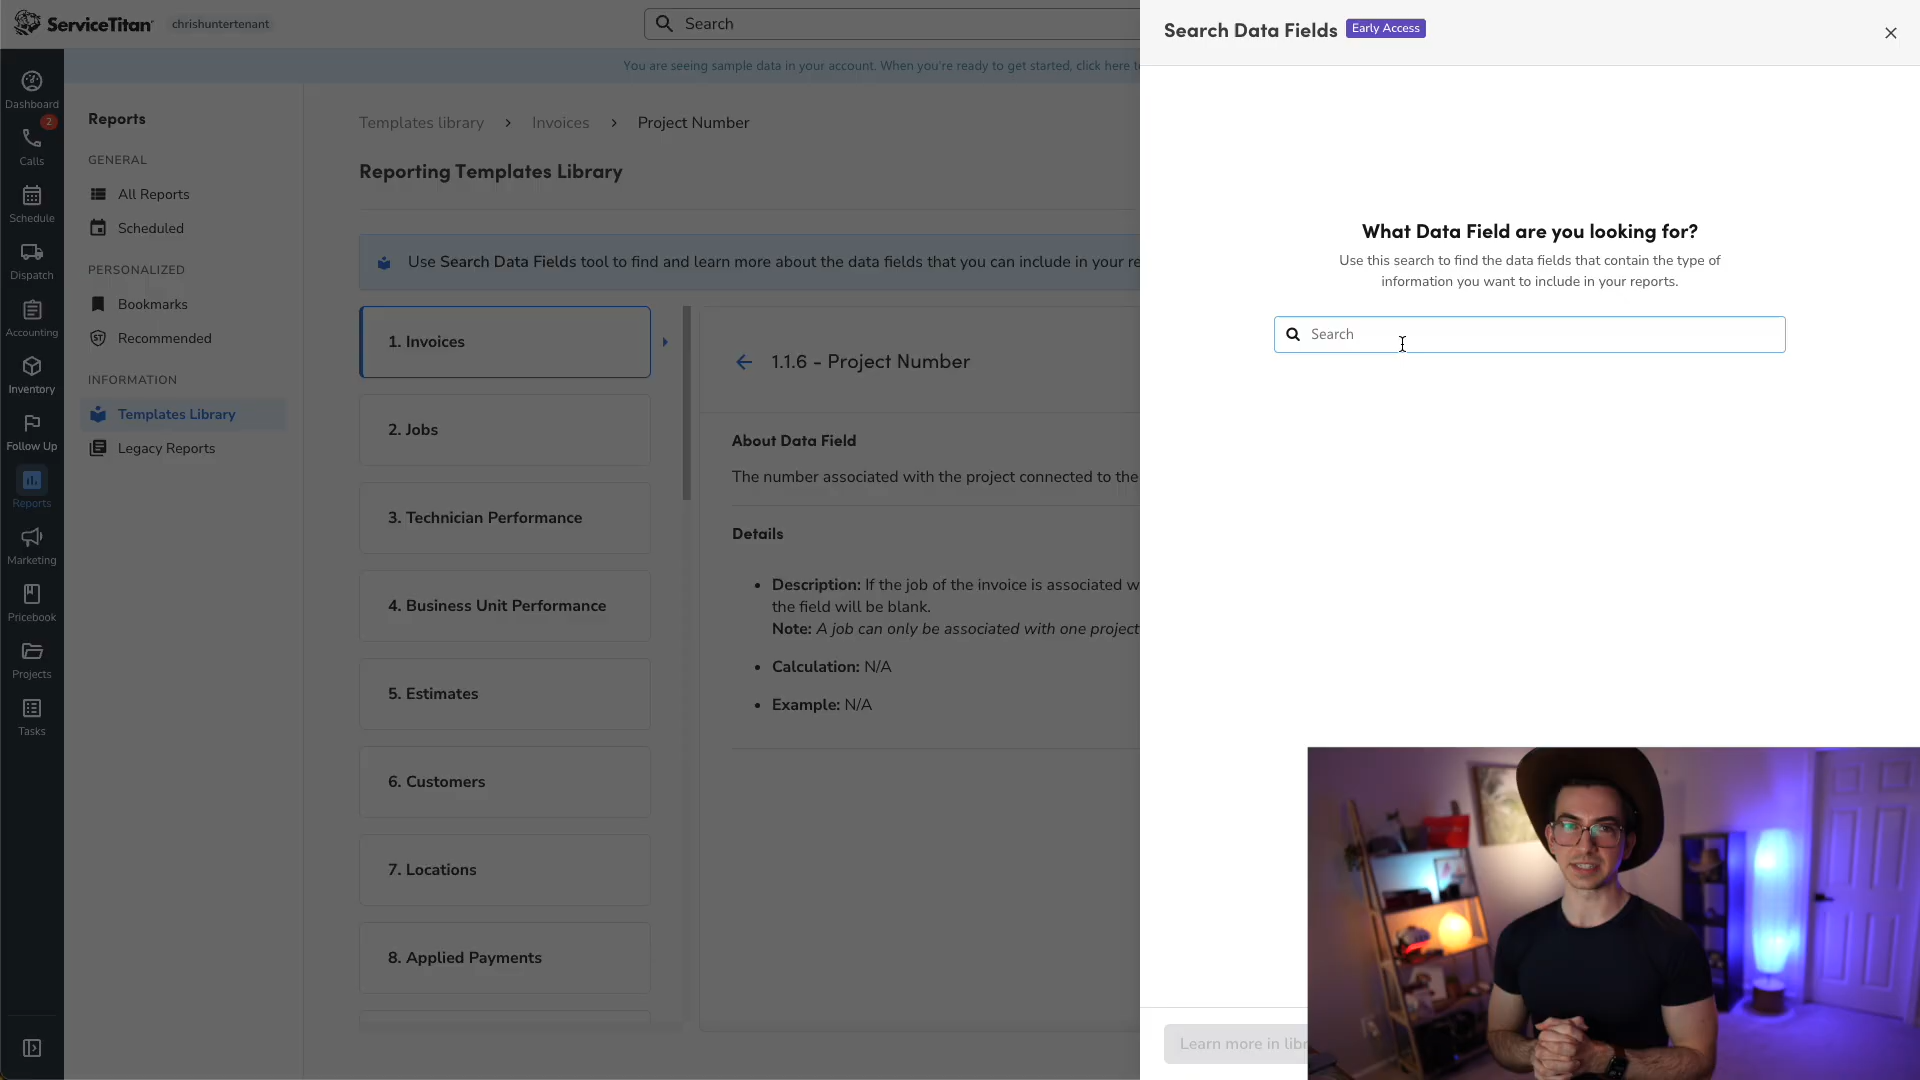 ServiceTitan
chrishuntertenant
Search
Search Data Fields
Early Access
You are seeing sample data in your account. When you're ready to get started, click here t
Dashboard
2
Calls
Schedule
Dispatch
Accounting
Inventory
Follow Up
Reports
Marketing
Pricebook
Projects
Tasks
Reports
GENERAL
All Reports
Scheduled
PERSONALIZED
Bookmarks
Recommended
INFORMATION
Templates Library
Legacy Reports
Templates library > Invoices > Project Number
Reporting Templates Library
Use Search Data Fields tool to find and learn more about the data fields that you can include in your re
1. Invoices
2. Jobs
3. Technician Performance
4. Business Unit Performance
5. Estimates
6. Customers
7. Locations
8. Applied Payments
1.1.6 - Project Number
About Data Field
The number associated with the project connected to the
Details
• Description: If the job of the invoice is associated w
the field will be blank.
Note: A job can only be associated with one project
• Calculation: N/A
• Example: N/A
What Data Field are you looking for?
Use this search to find the data fields that contain the type of
information you want to include in your reports.
Search
Learn more in libr